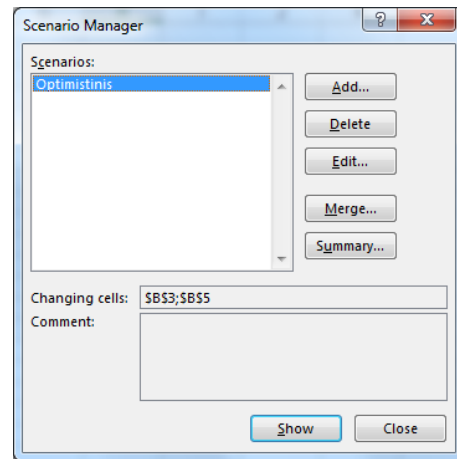 Scenario Manager
?
X
Scenarios:
Optimistinis
Add...
Delete
Edit...
Merge...
Summary...
Changing cells:
$B$3;$B$5
Comment:
Show
Close